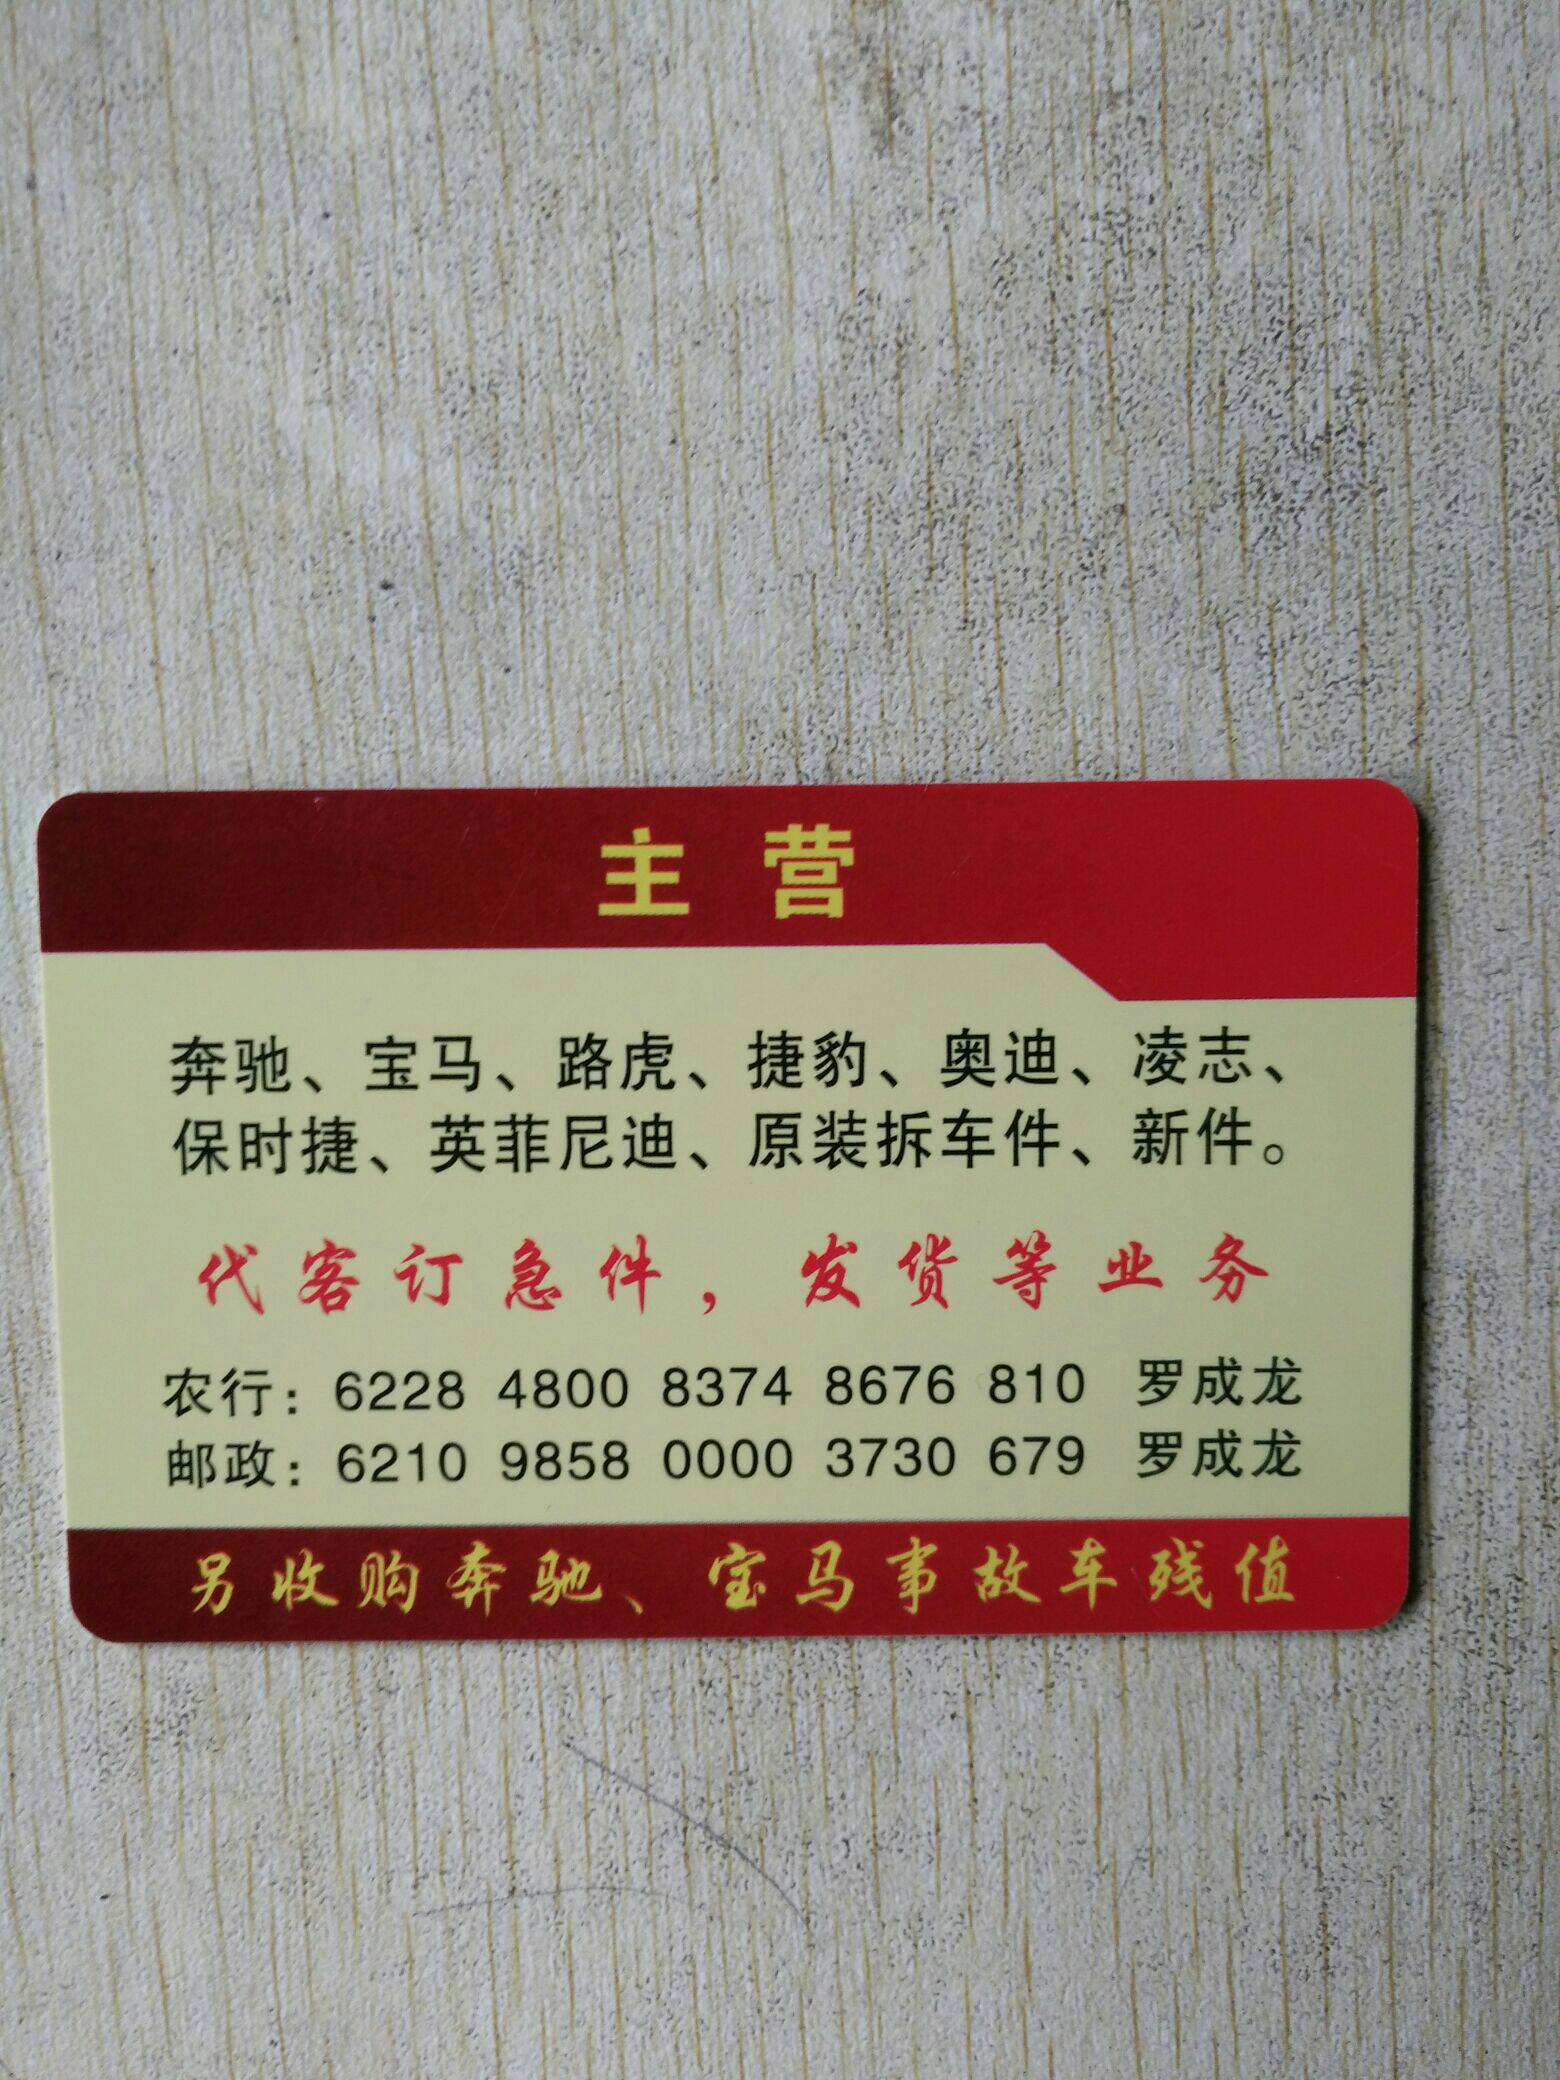 主营
奔驰、宝马、路虎、捷豹、奥迪、凌志、
保时捷、英菲尼迪、原装拆车件、新件。
代客订急件，发货等业务
农行：6228 4800 8374 8676 810 罗成龙
邮政：6210 9858 0000 3730 679 罗成龙
另收购奔驰、宝马事故车残值